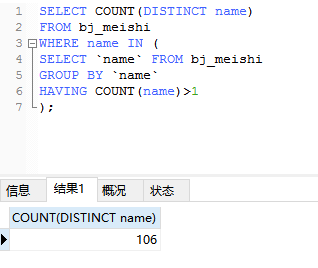 1 SELECT COUNT(DISTINCT name)
2 FROM bj_meishi
3 WHERE name IN (
4 SELECT `name` FROM bj_meishi
5 GROUP BY `name`
6 HAVING COUNT(name)>1
7 );
信息 结果1 概况 状态
COUNT(DISTINCT name)
106